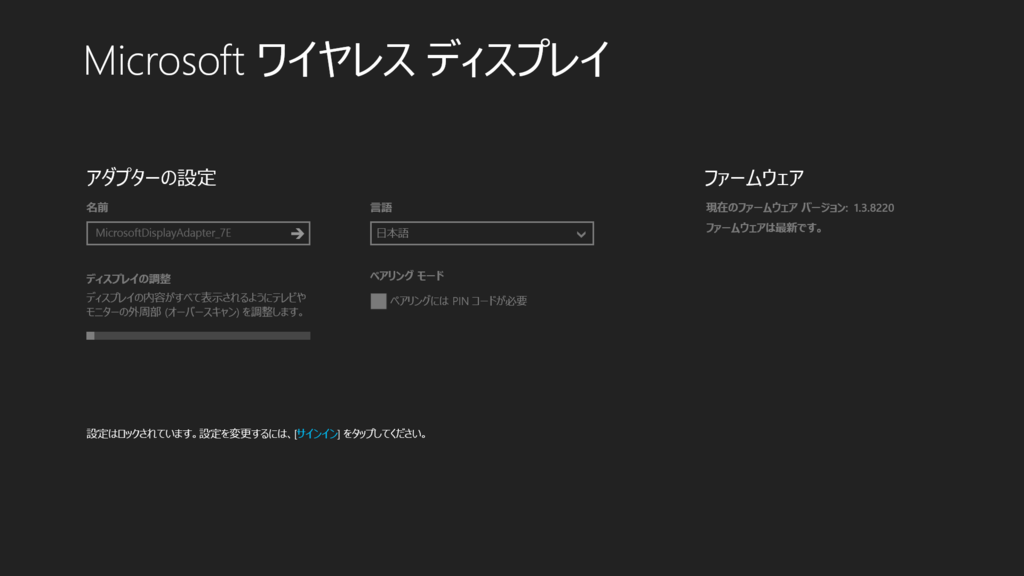 Microsoft ワイヤレス ディスプレイ
アダプターの設定
名前
MicrosoftDisplayAdapter_7E
ディスプレイの調整
ディスプレイの内容がすべて表示されるようにテレビや
モニターの外周部 (オーバースキャン) を調整します。
言語
日本語
ペアリング モード
ペアリングには PIN コードが必要
ファームウェア
現在のファームウェア バージョン: 1.3.8220
ファームウェアは最新です。
設定はロックされています。設定を変更するには、[サインイン] をタップしてください。